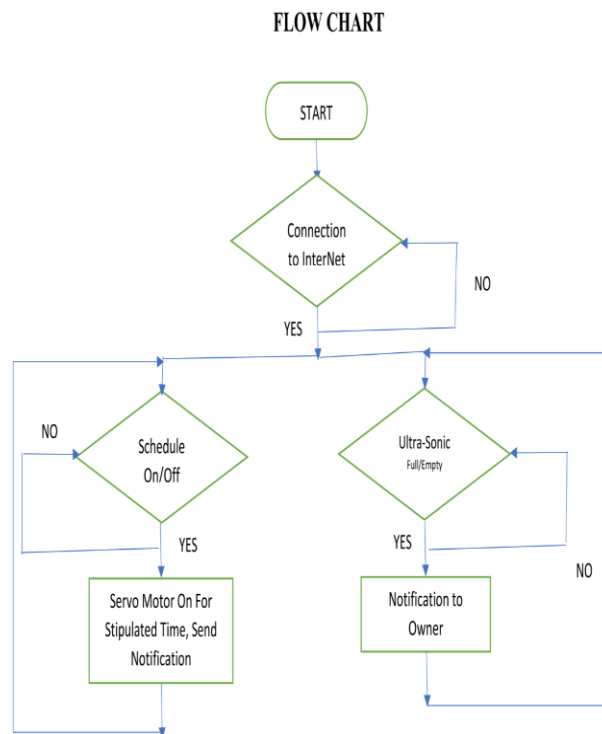 FLOW CHART
START
Connection
to InterNet
NO
YES
NO
Schedule
On/Off
YES
Ultra-Sonic
Full/Empty
YES
NO
Servo Motor On For
Stipulated Time, Send
Notification
Notification to
Owner